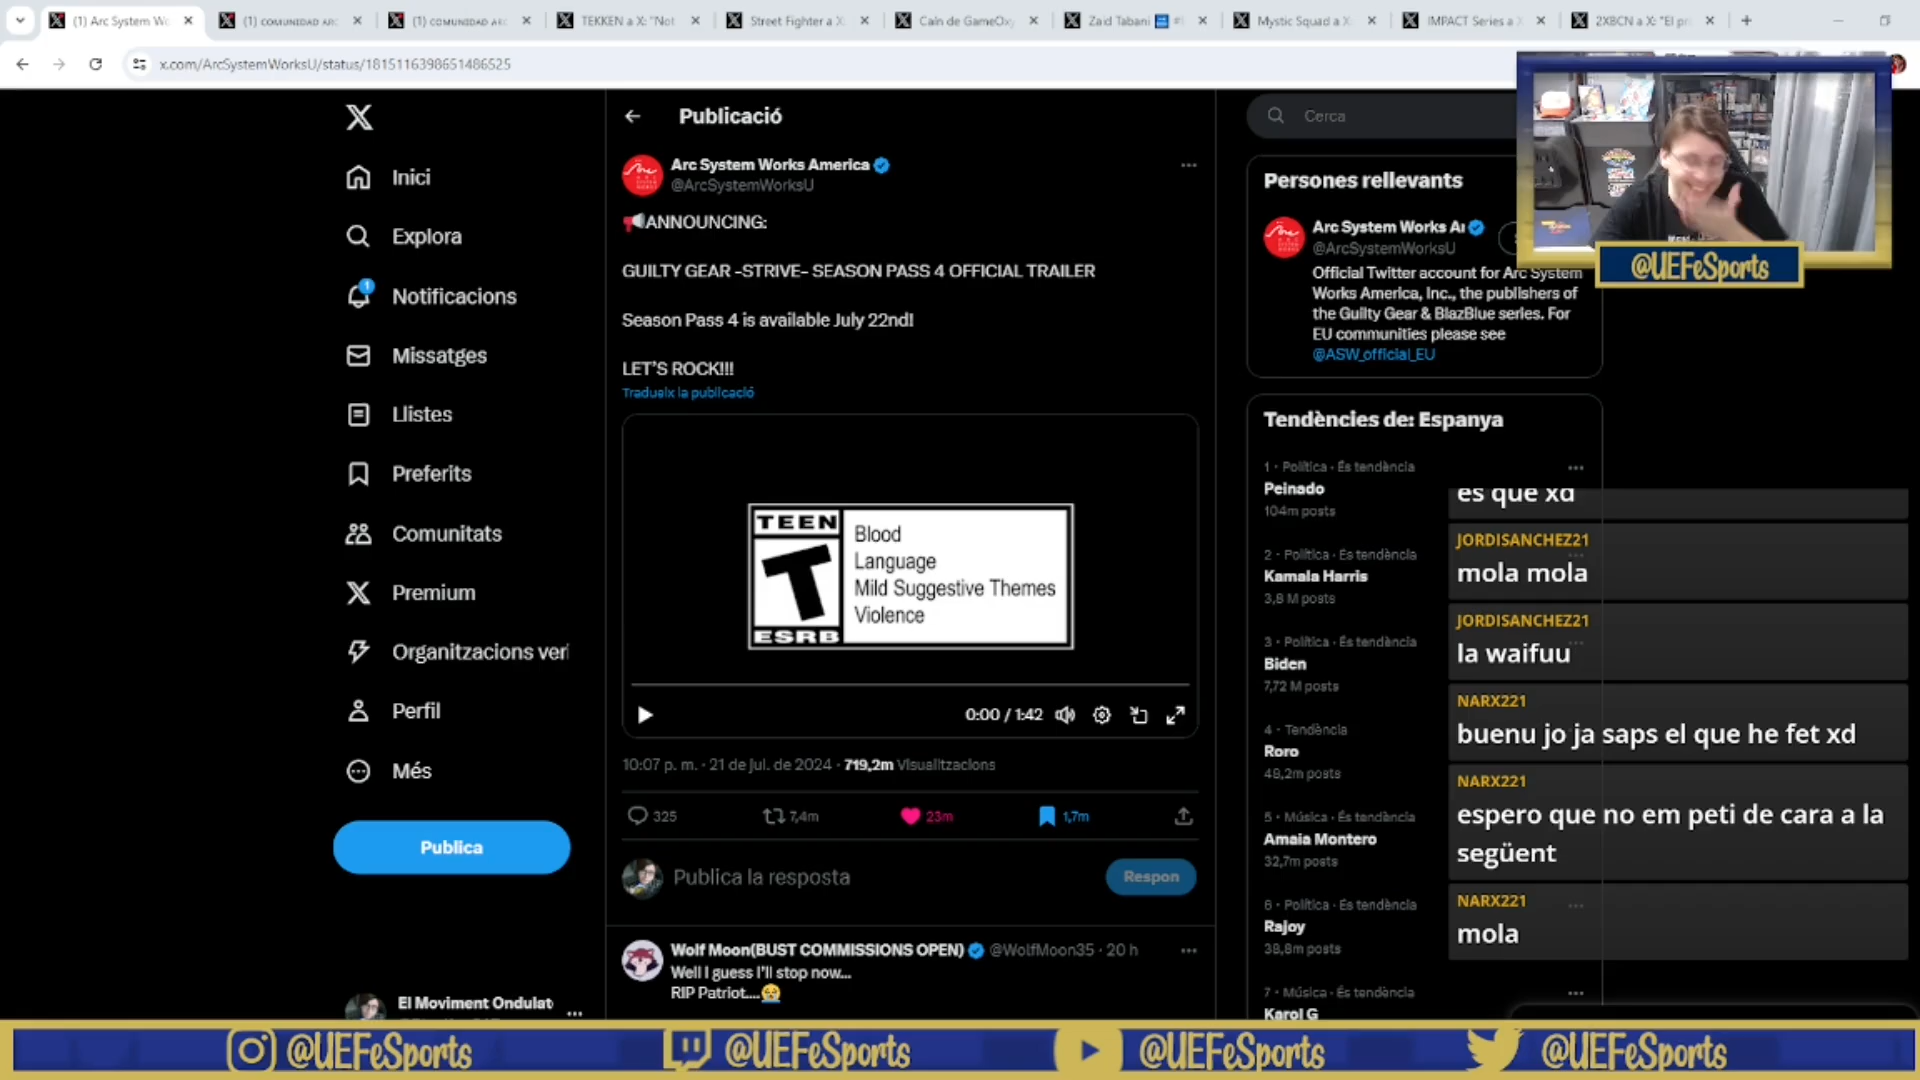 (1) Arc System Wo
(1) COMUNIDAD ARC
(1) COMUNIDAD ARC
TEKKEN a X: "Not
Street Fighter a X:
Caín de GameOxy
Zaid Tabani
Mystic Squad a X
IMPACT Series a X
2XBCN a X: "El pr
x.com/ArcSystemWorksU/status/1815116398651486525
Inici
Explora
1
Notificacions
Missatges
Llistes
Preferits
Comunitats
Premium
Organitzacions veri
Perfil
Més
Publica
El Moviment Ondulat
Publicació
Arc System Works America
@ArcSystemWorksU
ANNOUNCING:
GUILTY GEAR -STRIVE- SEASON PASS 4 OFFICIAL TRAILER
Season Pass 4 is available July 22nd!
LET'S ROCK!!!
Tradueix la publicació
TEEN
T
ESRB
Blood
Language
Mild Suggestive Themes
Violence
0:00 / 1:42
10:07 p. m. · 21 de jul. de 2024 · 719,2m Visualitzacions
325
7,4m
23m
1,7m
Publica la resposta
Respon
Wolf Moon(BUST COMMISSIONS OPEN) @WolfMoon35 · 20 h
Well I guess I'll stop now...
RIP Patriot....
Cerca
Persones rellevants
Arc System Works Ar
@ArcSystemWorksU
Official Twitter account for Arc System
Works America, Inc., the publishers of
the Guilty Gear & BlazBlue series. For
EU communities please see
@ASW_official_EU
Tendències de: Espanya
1 · Política · És tendència
Peinado
104m posts
2 · Política · És tendència
Kamala Harris
3,8 M posts
3 · Política · És tendència
Biden
7,72 M posts
4 · Tendència
Roro
48,2m posts
5 · Música · És tendència
Amaia Montero
32,7m posts
6 · Política · És tendència
Rajoy
38,8m posts
7 · Música · És tendència
Karol G
@UEFeSports
es que xd
JORDISANCHEZ21
mola mola
JORDISANCHEZ21
la waifuu
NARX221
buenu jo ja saps el que he fet xd
NARX221
espero que no em peti de cara a la
següent
NARX221
mola
@UEFeSports
@UEFeSports
@UEFeSports
@UEFeSports